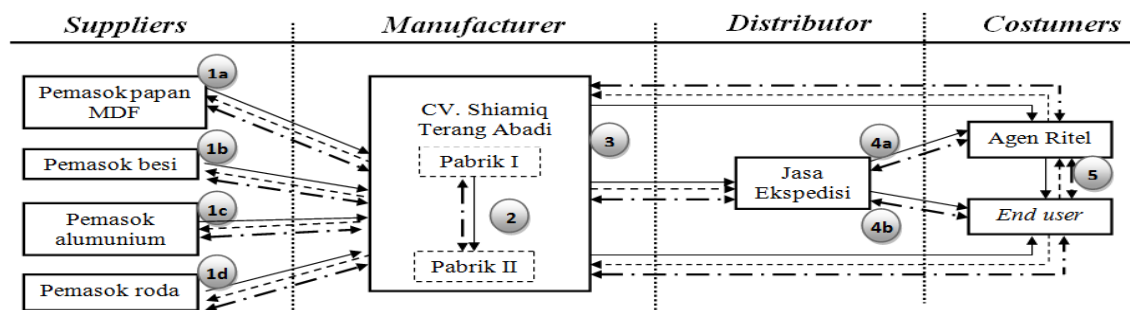 Suppliers
Manufacturer
Distributor
Costumers
1a
Pemasok papan
MDF
1b
Pemasok besi
1c
Pemasok
alumunium
1d
Pemasok roda
CV. Shiamiq
Terang Abadi
Pabrik I
2
Pabrik II
3
Jasa
Ekspedisi
4a
4b
Agen Ritel
5
End user